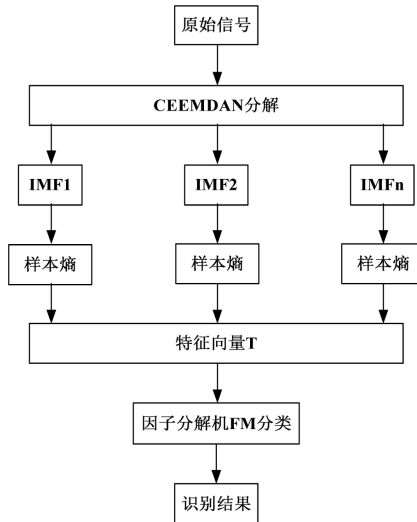 原始信号
CEEMDAN分解
IMF1
IMF2
IMFn
样本熵
样本熵
样本熵
特征向量T
因子分解机FM分类
识别结果